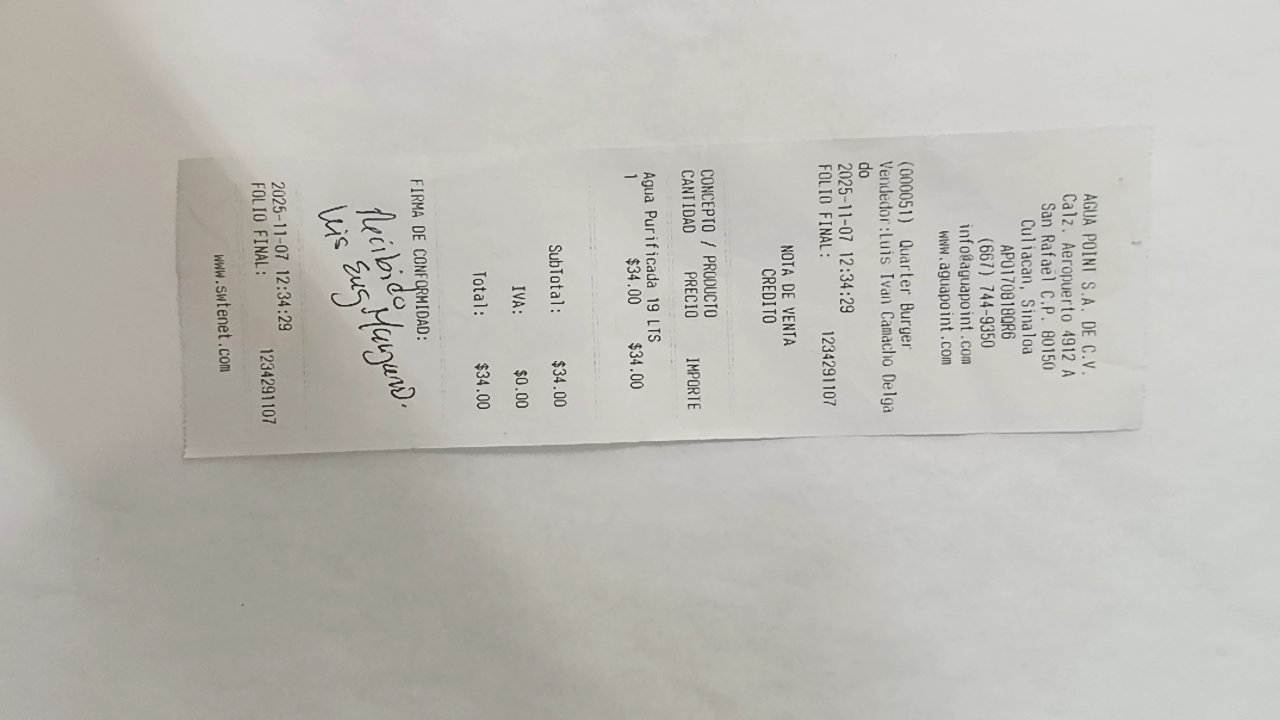 AGUA POINT S.A. DE C.V.
Calz. Aeropuerto 4912 A
San Rafael C.P. 80150
Culiacan, Sinaloa
APO170818QR6
(667) 744-9350
info@aguapoint.com
www.aguapoint.com
(000051) Quarter Burger
Vendedor:Luis Ivan Camacho Delga
do
2025-11-07 12:34:29
FOLIO FINAL: 1234291107
NOTA DE VENTA
CREDITO
CONCEPTO / PRODUCTO
CANTIDAD PRECIO IMPORTE
Agua Purificada 19 LTS
1 $34.00 $34.00
SubTotal: $34.00
IVA: $0.00
Total: $34.00
FIRMA DE CONFORMIDAD:
Recibido
Luis Eug
2025-11-07 12:34:29
FOLIO FINAL: 1234291107
www.swtenet.com